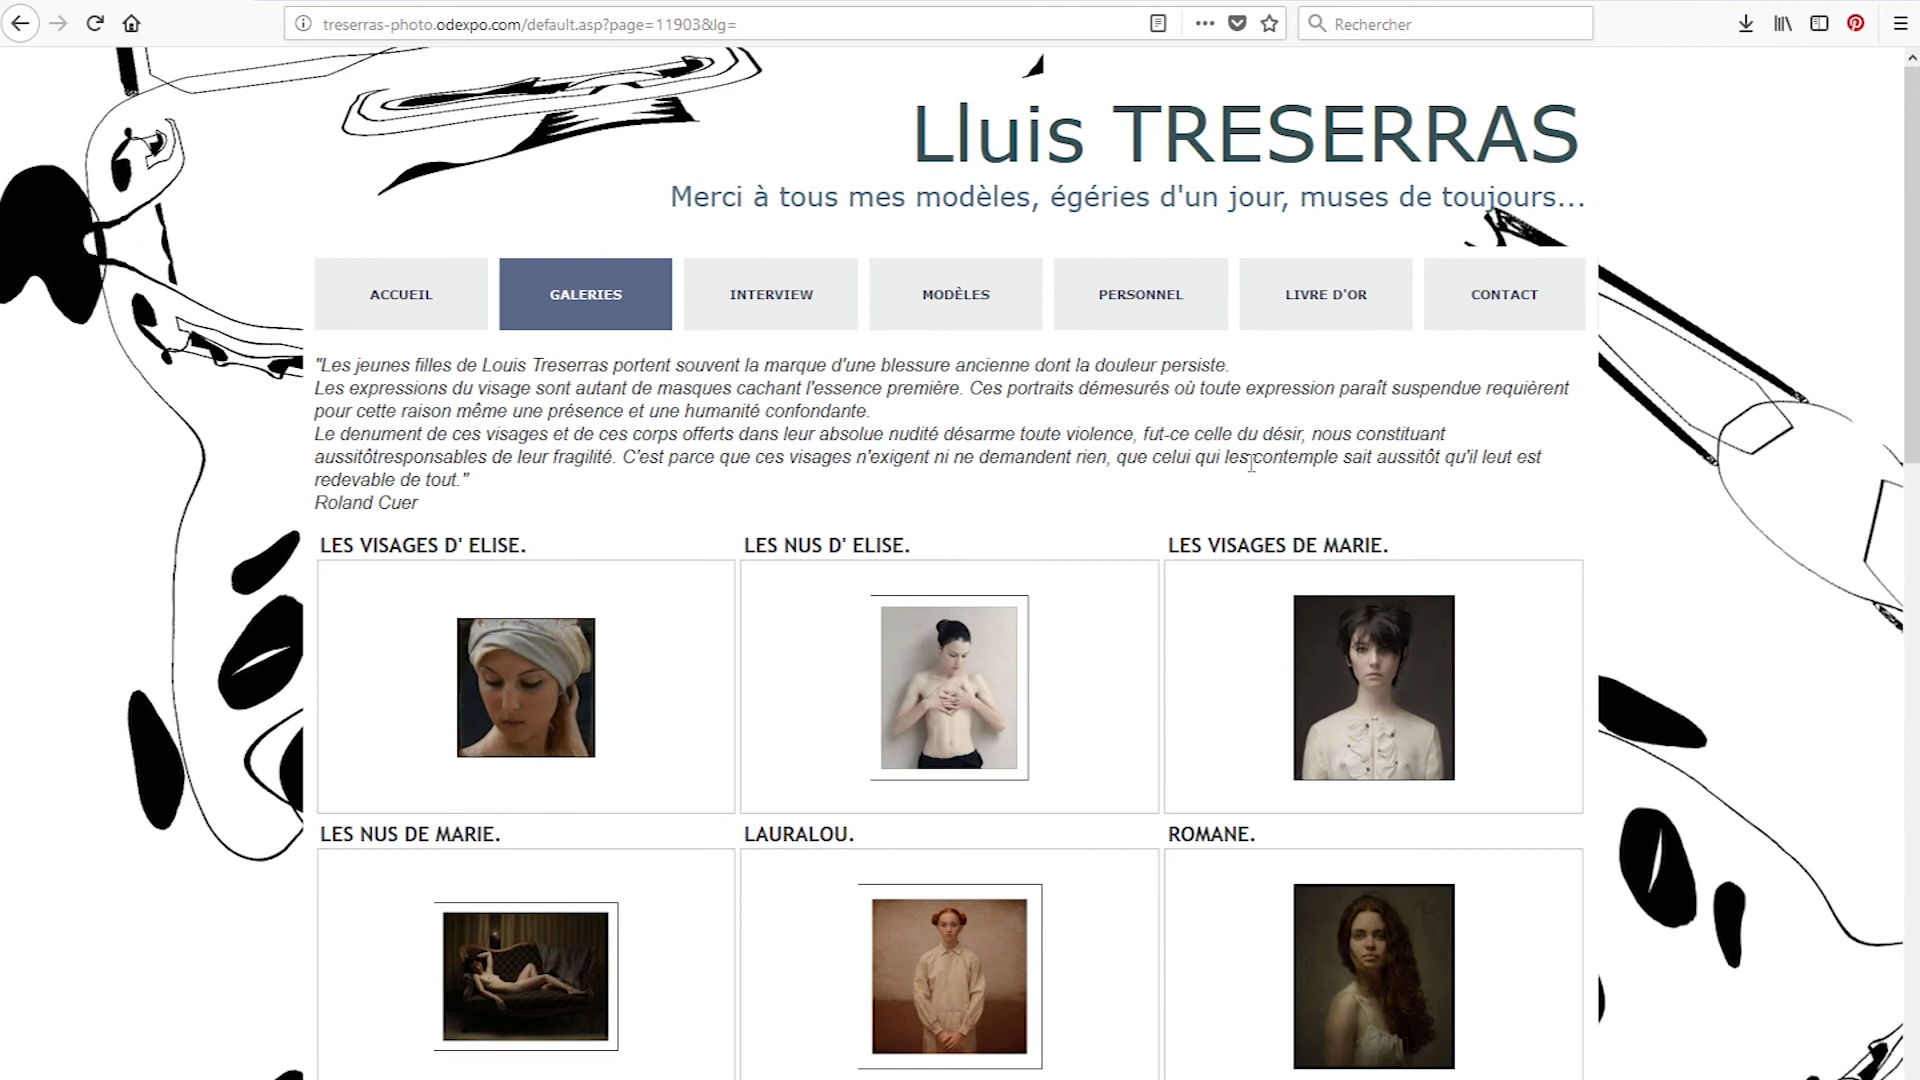 treserras-photo.odexpo.com/default.asp?page=11903&lg=
Rechercher
Lluis TRESERRAS
Merci à tous mes modèles, égéries d'un jour, muses de toujours...
ACCUEIL
GALERIES
INTERVIEW
MODÈLES
PERSONNEL
LIVRE D'OR
CONTACT
"Les jeunes filles de Louis Treserras portent souvent la marque d'une blessure ancienne dont la douleur persiste.
Les expressions du visage sont autant de masques cachant l'essence première. Ces portraits démesurés où toute expression paraît suspendue requièrent
pour cette raison même une présence et une humanité confondante.
Le denument de ces visages et de ces corps offerts dans leur absolue nudité désarme toute violence, fut-ce celle du désir, nous constituant
aussitôtresponsables de leur fragilité. C'est parce que ces visages n'exigent ni ne demandent rien, que celui qui les contemple sait aussitôt qu'il leut est
redevable de tout."
Roland Cuer
LES VISAGES D' ELISE.
LES NUS D' ELISE.
LES VISAGES DE MARIE.
LES NUS DE MARIE.
LAURALOU.
ROMANE.